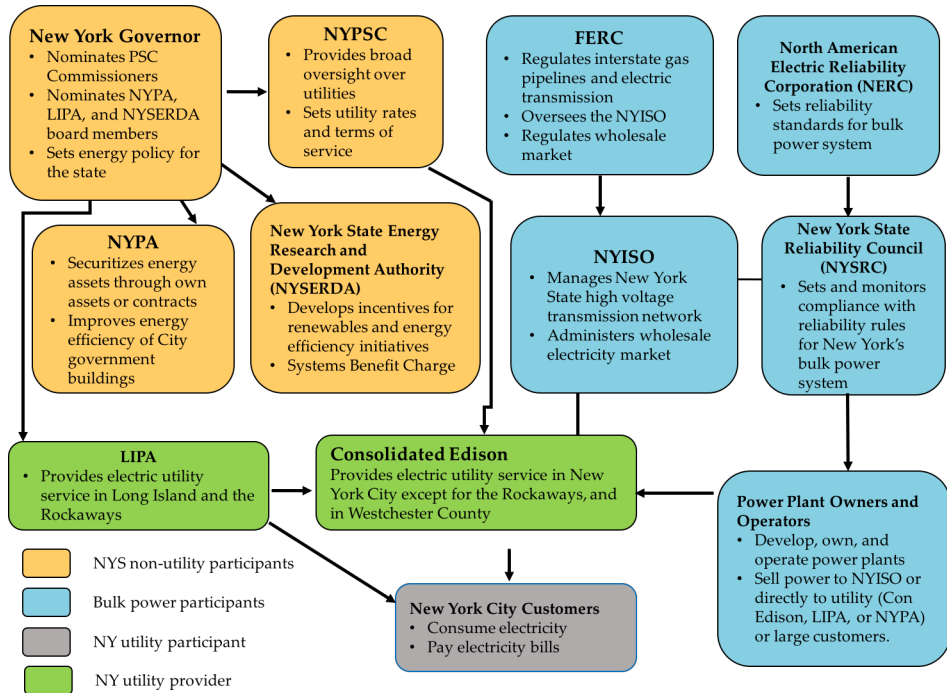 New York Governor
• Nominates PSC
Commissioners
• Nominates NYPA,
LIPA, and NYSERDA
board members
• Sets energy policy for
the state
NYPSC
• Provides broad
oversight over
utilities
• Sets utility rates
and terms of
service
FERC
• Regulates interstate gas
pipelines and electric
transmission
• Oversees the NYISO
• Regulates wholesale
market
North American
Electric Reliability
Corporation (NERC)
• Sets reliability
standards for bulk
power system
NYPA
• Securitizes energy
assets through own
assets or contracts
• Improves energy
efficiency of City
government
buildings
New York State Energy
Research and
Development Authority
(NYSERDA)
• Develops incentives for
renewables and energy
efficiency initiatives
• Systems Benefit Charge
NYISO
• Manages New York
State high voltage
transmission network
• Administers wholesale
electricity market
New York State
Reliability Council
(NYSRC)
• Sets and monitors
compliance with
reliability rules
for New York's
bulk power
system
LIPA
• Provides electric utility
service in Long Island and the
Rockaways
Consolidated Edison
Provides electric utility service in New
York City except for the Rockaways, and
in Westchester County
Power Plant Owners and
Operators
• Develop, own, and
operate power plants
• Sell power to NYISO or
directly to utility (Con
Edison, LIPA, or NYPA)
or large customers.
New York City Customers
• Consume electricity
• Pay electricity bills
NYS non-utility participants
Bulk power participants
NY utility participant
NY utility provider